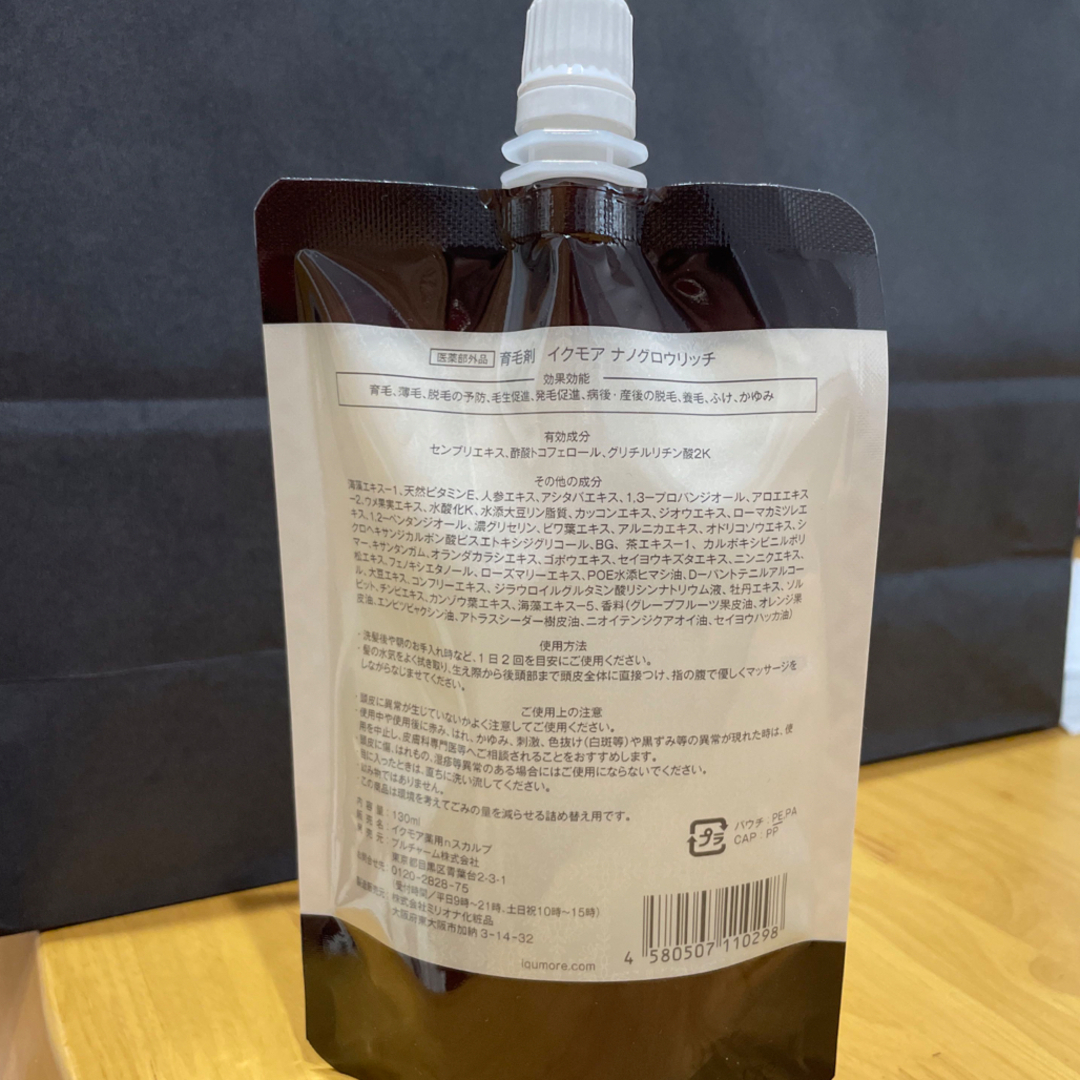 医薬部外品 育毛剤 イクモア ナノグロウリッチ
効果効能
育毛、薄毛、脱毛の予防、毛生促進、発毛促進、病後・産後の脱毛、養毛、ふけ、かゆみ
有効成分
センブリエキス、酢酸トコフェロール、グリチルリチン酸2K
その他の成分
海藻エキス－1、天然ビタミンE、人参エキス、アシタバエキス、1,3－プロパンジオール、アロエエキス
－2、ウメ果実エキス、水酸化K、水添大豆リン脂質、カッコンエキス、ジオウエキス、ローマカミツレエ
キス、1,2－ペンタンジオール、濃グリセリン、ビワ葉エキス、アルニカエキス、オドリコソウエキス、シ
クロヘキサンジカルボン酸ビスエトキシジグリコール、BG、茶エキス－1、カルボキシビニルポリ
マー、キサンタンガム、オランダカラシエキス、ゴボウエキス、セイヨウキズタエキス、ニンニクエキス、
松エキス、フェノキシエタノール、ローズマリーエキス、POE水添ヒマシ油、D－パントテニルアルコー
ル、大豆エキス、コンフリーエキス、ジラウロイルグルタミン酸リシンナトリウム液、牡丹エキス、ソル
ビット、チンピエキス、カンゾウ葉エキス、海藻エキス－5、香料(グレープフルーツ果皮油、オレンジ果
皮油、エンピツビャクシン油、アトラスシーダー樹皮油、ニオイテンジクアオイ油、セイヨウハッカ油)
使用方法
・洗髪後や朝のお手入れ時など、1日2回を目安にご使用ください。
・髪の水気をよく拭き取り、生え際から後頭部まで頭皮全体に直接つけ、指の腹で優しくマッサージを
しながらなじませてください。
ご使用上の注意
・頭皮に異常が生じていないかよく注意してご使用ください。
・使用中や使用後に赤み、はれ、かゆみ、刺激、色抜け(白斑等)や黒ずみ等の異常が現れた時は、使
用を中止し、皮膚科専門医等へご相談されることをおすすめします。
・頭皮に傷、はれもの、湿疹等異常のある場合にはご使用にならないでください。
・目に入ったときは、直ちに洗い流してください。
・飲み物ではありません。
・この商品は環境を考えてごみの量を減らせる詰め替え用です。
内容量：130ml
販売名：イクモア薬用nスカルプ
発売元：プルチャーム株式会社
東京都目黒区青葉台2-3-1
お問合せ先：0120-2828-75
(受付時間／平日9時～21時、土日祝10時～15時)
製造販売元：株式会社ミリオナ化粧品
大阪府東大阪市加納3-14-32
プラ
パウチ：PE,PA
CAP：PP
4 580507 110298
iqumore.com